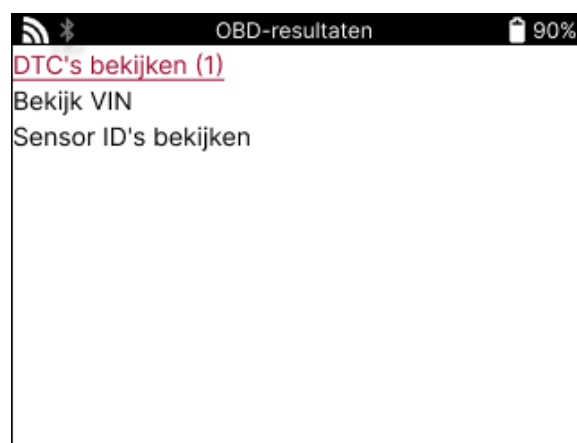 OBD-resultaten 90%
DTC's bekijken (1)
Bekijk VIN
Sensor ID's bekijken